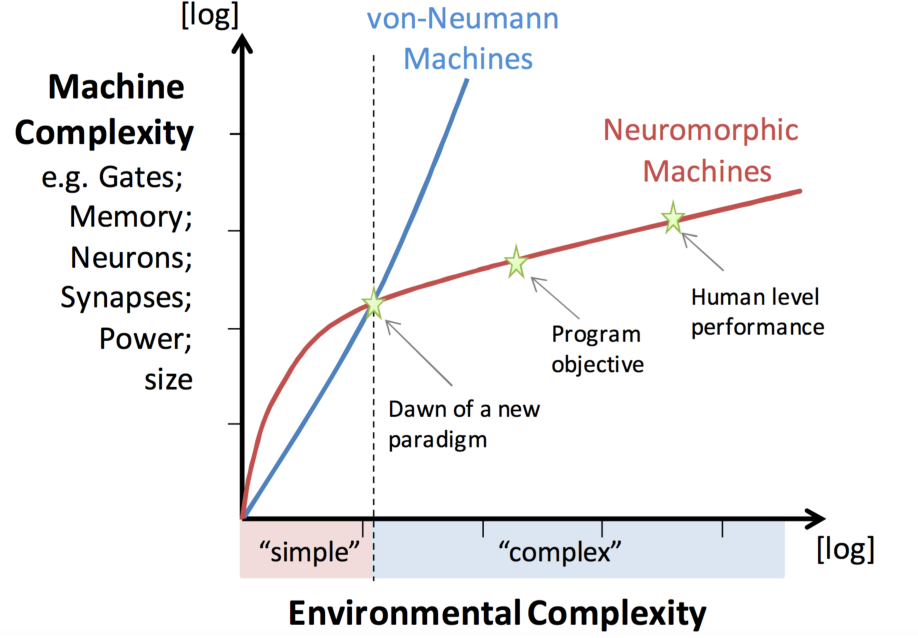 [log]
von-Neumann
Machines
Machine
Complexity
e.g. Gates;
Memory;
Neurons;
Synapses;
Power;
size
Neuromorphic
Machines
Human level
performance
Program
objective
Dawn of a new
paradigm
“simple”
“complex”
[log]
Environmental Complexity